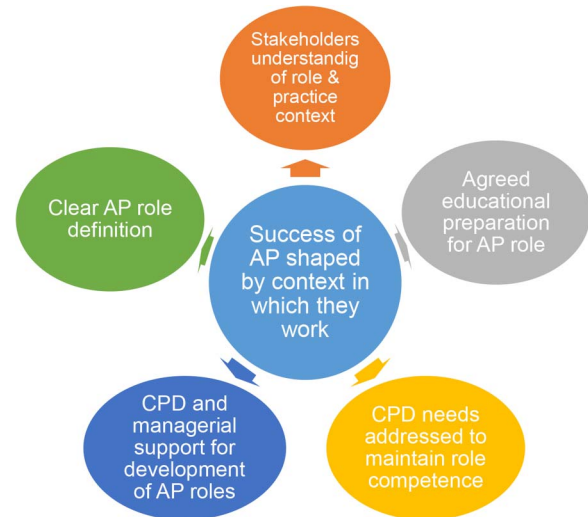 Stakeholders
understandig
of role &
practice
context
Clear AP role
definition
Agreed
educational
preparation
for AP role
Success of
AP shaped
by context in
which they
work
CPD and
managerial
support for
development
of AP roles
CPD needs
addressed to
maintain role
competence